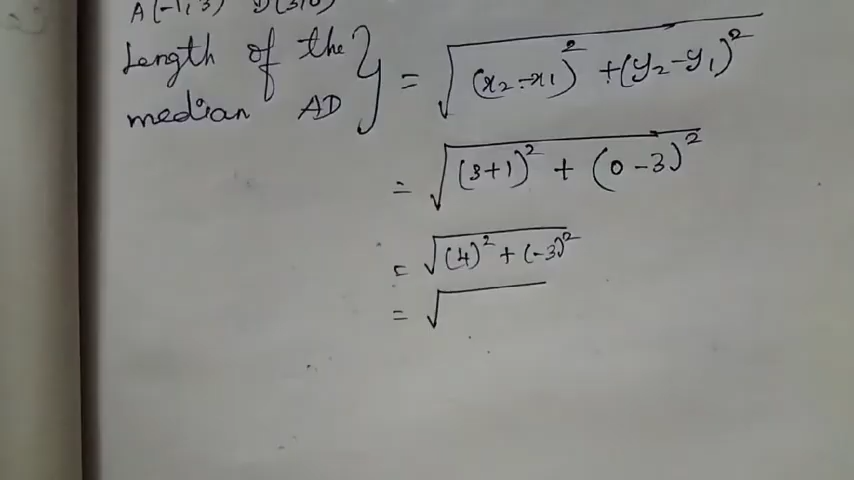 A(-1, 3) D(3, 0)
Length of the median AD } = √((x₂-x₁)² + (y₂-y₁)²)
= √((3+1)² + (0-3)²)
= √((4)² + (-3)²)
= √